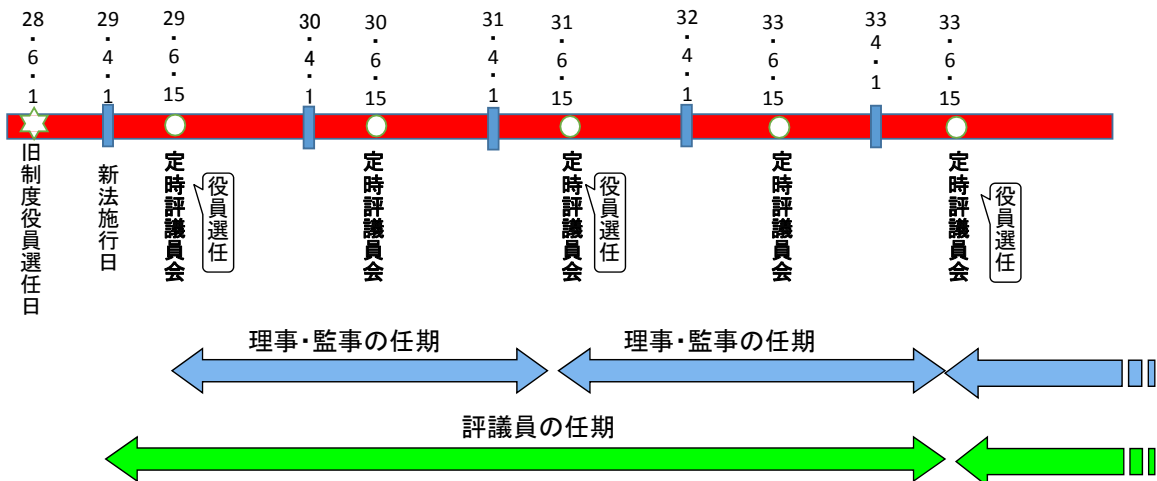 28・6・1
29・4・1
29・6・15
30・4・1
30・6・15
31・4・1
31・6・15
32・4・1
33・6・15
33 4・1
33・6・15
旧制度役員選任日
新法施行日
定時評議員会
役員選任
定時評議員会
定時評議員会
役員選任
定時評議員会
定時評議員会
役員選任
理事・監事の任期
理事・監事の任期
評議員の任期